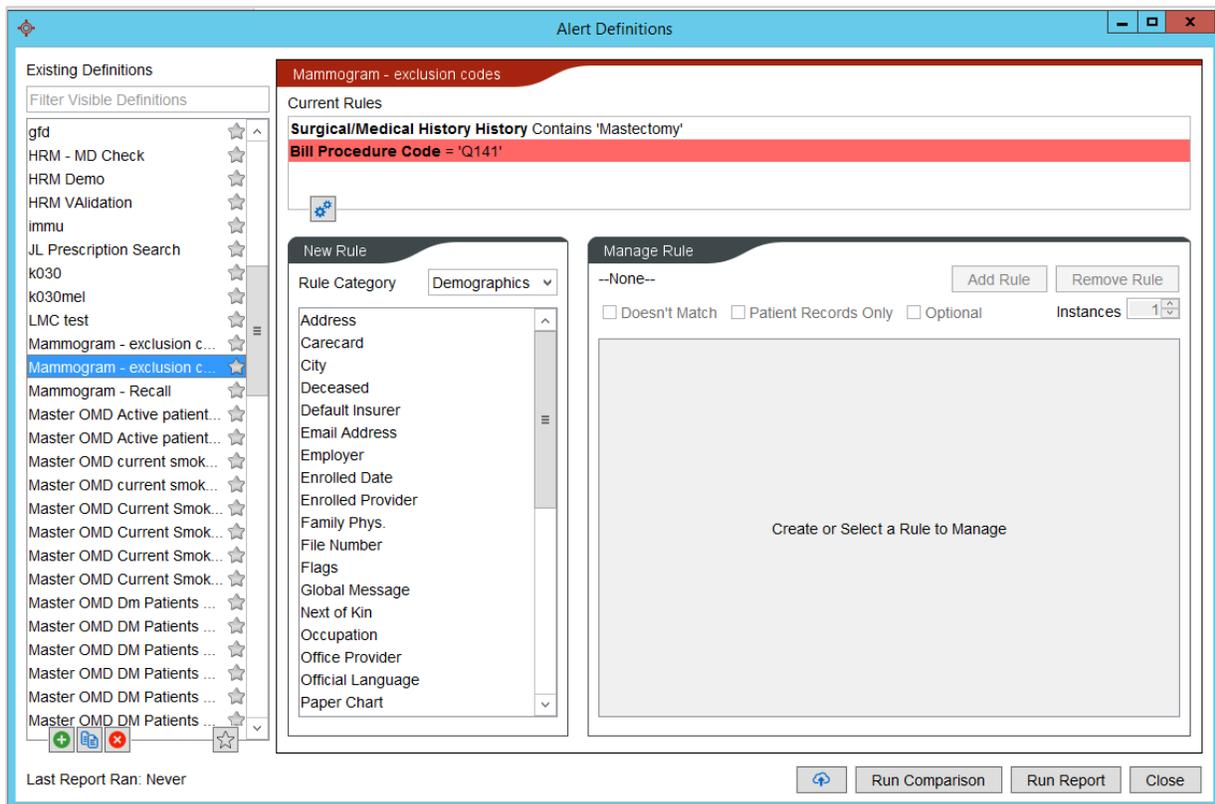 Alert Definitions
Existing Definitions
Filter Visible Definitions
gfd
HRM - MD Check
HRM Demo
HRM VAlidation
immu
JL Prescription Search
k030
k030mel
LMC test
Mammogram - exclusion c...
Mammogram - exclusion c...
Mammogram - Recall
Master OMD Active patient...
Master OMD Active patient...
Master OMD current smok...
Master OMD current smok...
Master OMD Current Smok...
Master OMD Current Smok...
Master OMD Current Smok...
Master OMD Current Smok...
Master OMD Dm Patients ...
Master OMD DM Patients ...
Master OMD DM Patients ...
Master OMD DM Patients ...
Master OMD DM Patients ...
Master OMD DM Patients ...
Last Report Ran: Never
Mammogram - exclusion codes
Current Rules
Surgical/Medical History History Contains 'Mastectomy'
Bill Procedure Code = 'Q141'
New Rule
Rule Category Demographics
Address
Carecard
City
Deceased
Default Insurer
Email Address
Employer
Enrolled Date
Enrolled Provider
Family Phys.
File Number
Flags
Global Message
Next of Kin
Occupation
Office Provider
Official Language
Paper Chart
Manage Rule
--None-- Add Rule Remove Rule
Doesn't Match Patient Records Only Optional Instances 1
Create or Select a Rule to Manage
Run Comparison Run Report Close